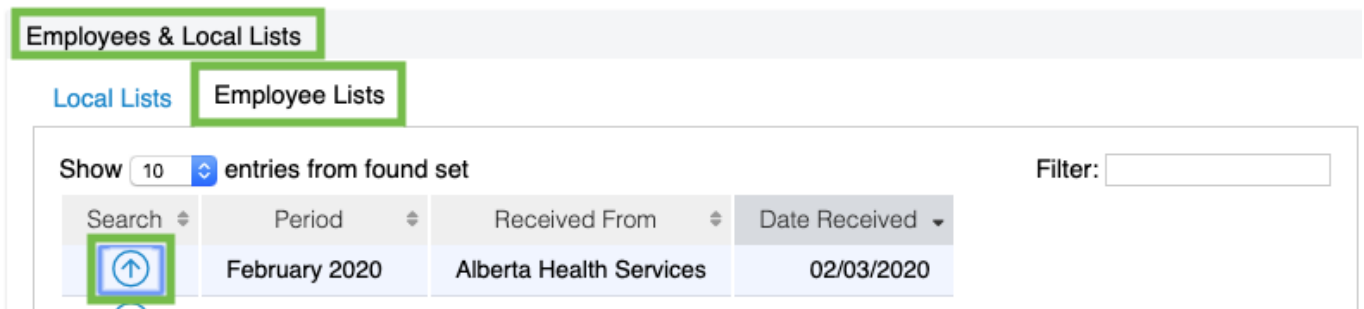 Employees & Local Lists
Local Lists Employee Lists
Show 10 entries from found set Filter:
Search Period Received From Date Received
February 2020 Alberta Health Services 02/03/2020